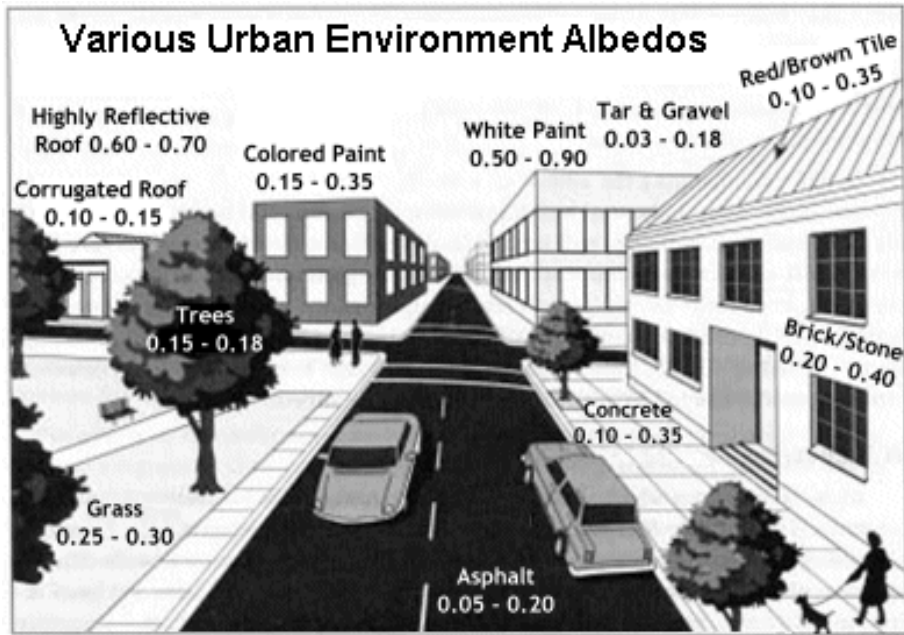 Various Urban Environment Albedos
Highly Reflective
Roof 0.60 - 0.70
Corrugated Roof
0.10 - 0.15
Colored Paint
0.15 - 0.35
White Paint
0.50 - 0.90
Tar & Gravel
0.03 - 0.18
Red/Brown Tile
0.10 - 0.35
Trees
0.15 - 0.18
Brick/Stone
0.20 - 0.40
Concrete
0.10 - 0.35
Grass
0.25 - 0.30
Asphalt
0.05 - 0.20